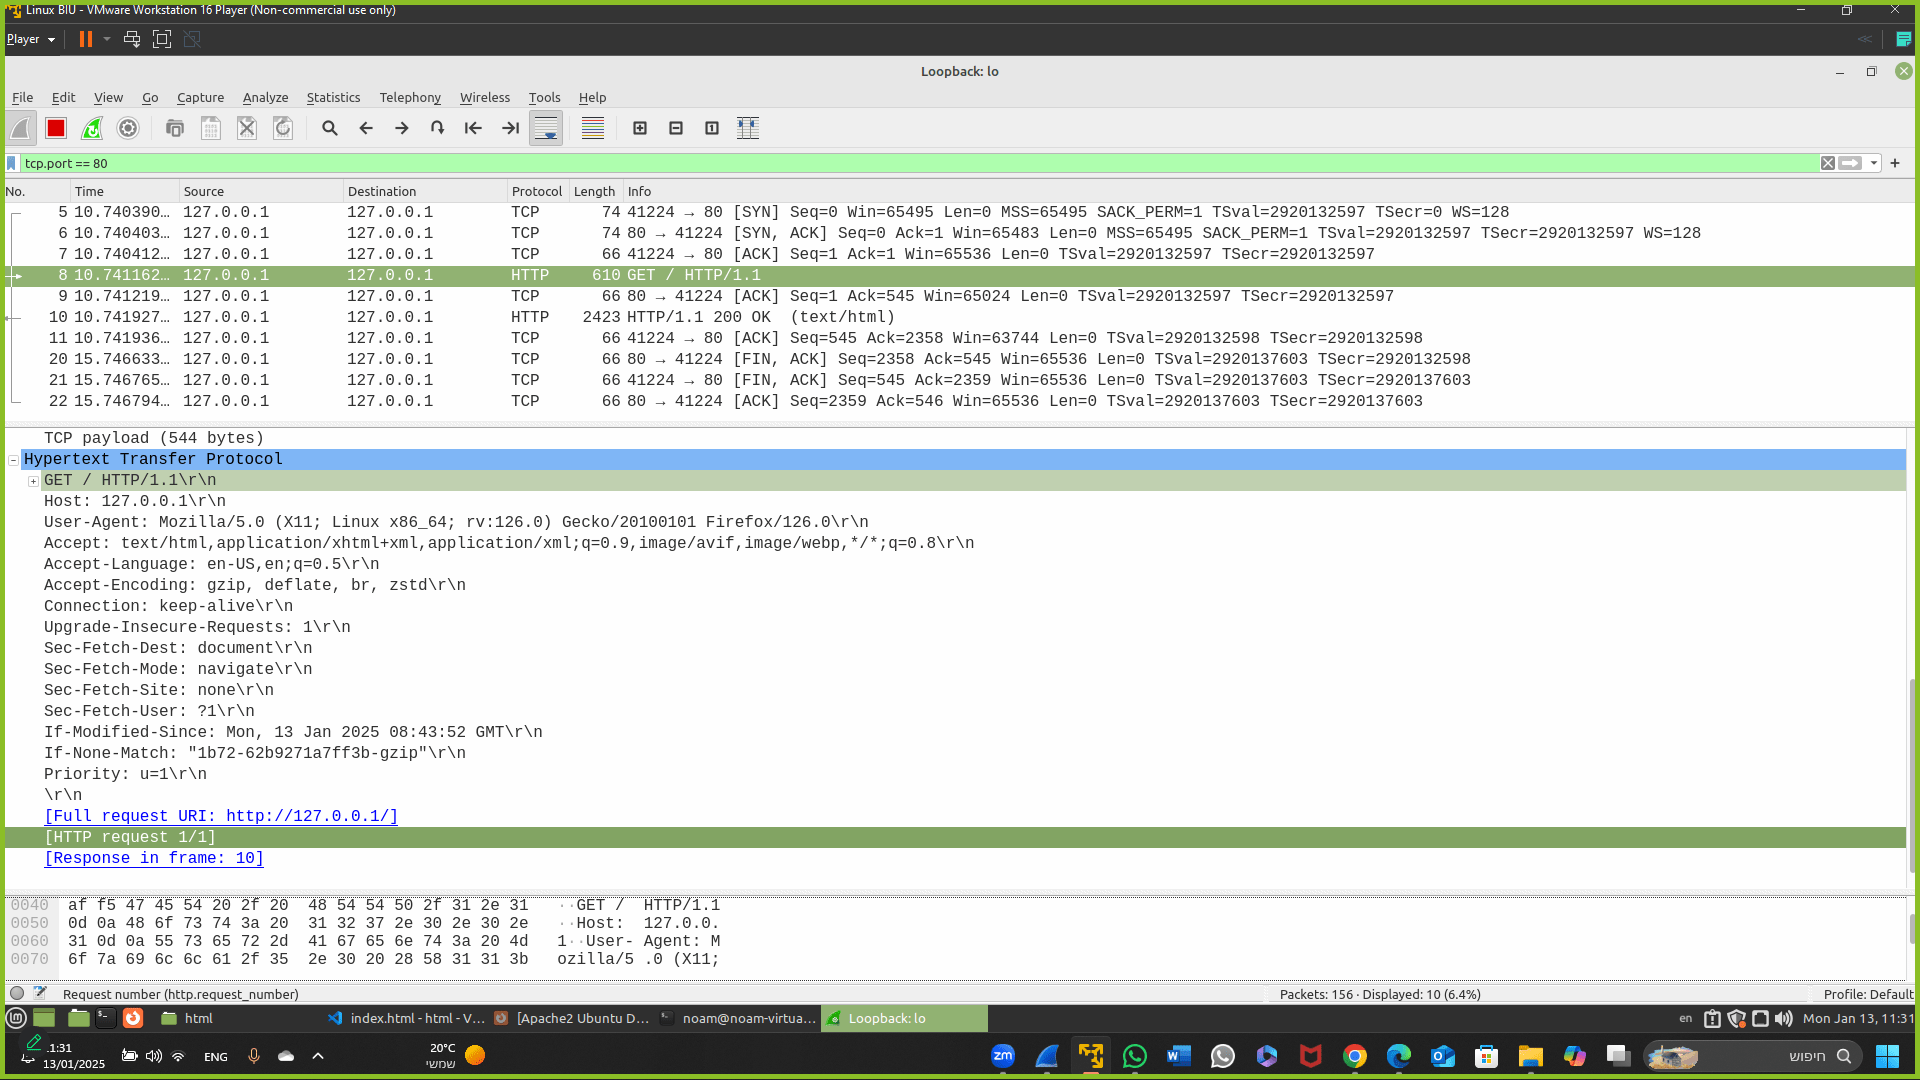 Linux BIU - VMware Workstation 16 Player (Non-commercial use only)
Player
Loopback: lo
File Edit View Go Capture Analyze Statistics Telephony Wireless Tools Help
tcp.port == 80
No. Time Source Destination Protocol Length Info
5 10.740390… 127.0.0.1 127.0.0.1 TCP 74 41224 → 80 [SYN] Seq=0 Win=65495 Len=0 MSS=65495 SACK_PERM=1 TSval=2920132597 TSecr=0 WS=128
6 10.740403… 127.0.0.1 127.0.0.1 TCP 74 80 → 41224 [SYN, ACK] Seq=0 Ack=1 Win=65483 Len=0 MSS=65495 SACK_PERM=1 TSval=2920132597 TSecr=2920132597 WS=128
7 10.740412… 127.0.0.1 127.0.0.1 TCP 66 41224 → 80 [ACK] Seq=1 Ack=1 Win=65536 Len=0 TSval=2920132597 TSecr=2920132597
8 10.741162… 127.0.0.1 127.0.0.1 HTTP 610 GET / HTTP/1.1
9 10.741219… 127.0.0.1 127.0.0.1 TCP 66 80 → 41224 [ACK] Seq=1 Ack=545 Win=65024 Len=0 TSval=2920132597 TSecr=2920132597
10 10.741927… 127.0.0.1 127.0.0.1 HTTP 2423 HTTP/1.1 200 OK (text/html)
11 10.741936… 127.0.0.1 127.0.0.1 TCP 66 41224 → 80 [ACK] Seq=545 Ack=2358 Win=63744 Len=0 TSval=2920132598 TSecr=2920132598
20 15.746633… 127.0.0.1 127.0.0.1 TCP 66 80 → 41224 [FIN, ACK] Seq=2358 Ack=545 Win=65536 Len=0 TSval=2920137603 TSecr=2920132598
21 15.746765… 127.0.0.1 127.0.0.1 TCP 66 41224 → 80 [FIN, ACK] Seq=545 Ack=2359 Win=65536 Len=0 TSval=2920137603 TSecr=2920137603
22 15.746794… 127.0.0.1 127.0.0.1 TCP 66 80 → 41224 [ACK] Seq=2359 Ack=546 Win=65536 Len=0 TSval=2920137603 TSecr=2920137603
TCP payload (544 bytes)
Hypertext Transfer Protocol
GET / HTTP/1.1\r\n
Host: 127.0.0.1\r\n
User-Agent: Mozilla/5.0 (X11; Linux x86_64; rv:126.0) Gecko/20100101 Firefox/126.0\r\n
Accept: text/html,application/xhtml+xml,application/xml;q=0.9,image/avif,image/webp,*/*;q=0.8\r\n
Accept-Language: en-US,en;q=0.5\r\n
Accept-Encoding: gzip, deflate, br, zstd\r\n
Connection: keep-alive\r\n
Upgrade-Insecure-Requests: 1\r\n
Sec-Fetch-Dest: document\r\n
Sec-Fetch-Mode: navigate\r\n
Sec-Fetch-Site: none\r\n
Sec-Fetch-User: ?1\r\n
If-Modified-Since: Mon, 13 Jan 2025 08:43:52 GMT\r\n
If-None-Match: "1b72-62b9271a7ff3b-gzip"\r\n
Priority: u=1\r\n
\r\n
[Full request URI: http://127.0.0.1/]
[HTTP request 1/1]
[Response in frame: 10]
0040 af f5 47 45 54 20 2f 20 48 54 54 50 2f 31 2e 31 ··GET / HTTP/1.1
0050 0d 0a 48 6f 73 74 3a 20 31 32 37 2e 30 2e 30 2e ··Host: 127.0.0.
0060 31 0d 0a 55 73 65 72 2d 41 67 65 6e 74 3a 20 4d 1··User- Agent: M
0070 6f 7a 69 6c 6c 61 2f 35 2e 30 20 28 58 31 31 3b ozilla/5 .0 (X11;
Request number (http.request_number) Packets: 156 · Displayed: 10 (6.4%) Profile: Default
html index.html - html - V… [Apache2 Ubuntu D… noam@noam-virtua… Loopback: lo en Mon Jan 13, 11:31
11:31 ENG 20°C zm חיפוש
13/01/2025 שמשי